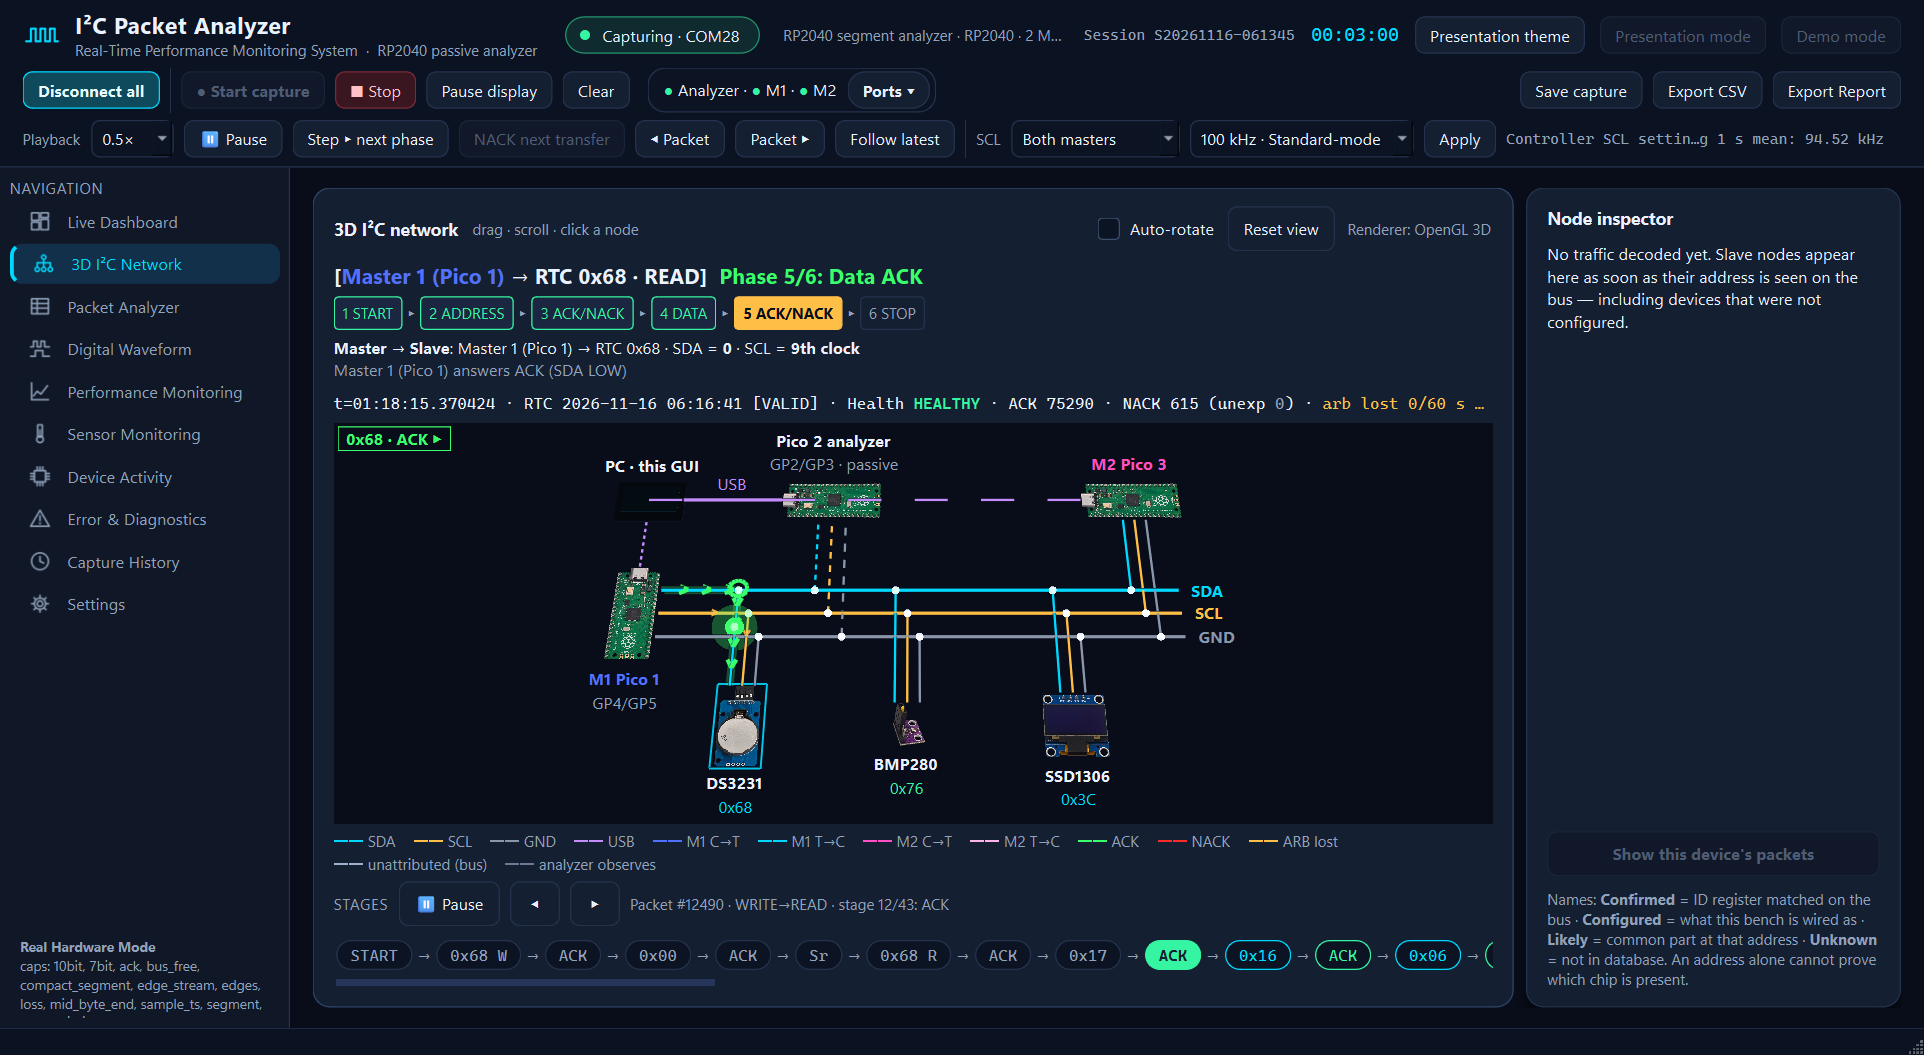 I²C Packet Analyzer
Real-Time Performance Monitoring System · RP2040 passive analyzer
Capturing · COM28
RP2040 segment analyzer · RP2040 · 2 M…
Session S20261116-061345
00:03:00
Presentation theme
Presentation mode
Demo mode
Disconnect all
● Start capture
■ Stop
Pause display
Clear
● Analyzer · ● M1 · ● M2
Ports ▾
Save capture
Export CSV
Export Report
Playback
0.5×
⏸ Pause
Step ▸ next phase
NACK next transfer
◂ Packet
Packet ▸
Follow latest
SCL
Both masters
100 kHz · Standard-mode
Apply
Controller SCL settin…g 1 s mean: 94.52 kHz
NAVIGATION
Live Dashboard
3D I²C Network
Packet Analyzer
Digital Waveform
Performance Monitoring
Sensor Monitoring
Device Activity
Error & Diagnostics
Capture History
Settings
Real Hardware Mode
caps: 10bit, 7bit, ack, bus_free,
compact_segment, edge_stream, edges,
loss, mid_byte_end, sample_ts, segment,
3D I²C network
drag · scroll · click a node
Auto-rotate
Reset view
Renderer: OpenGL 3D
[Master 1 (Pico 1) → RTC 0x68 · READ] Phase 5/6: Data ACK
1 START ▸ 2 ADDRESS ▸ 3 ACK/NACK ▸ 4 DATA ▸ 5 ACK/NACK ▸ 6 STOP
Master → Slave: Master 1 (Pico 1) → RTC 0x68 · SDA = 0 · SCL = 9th clock
Master 1 (Pico 1) answers ACK (SDA LOW)
t=01:18:15.370424 · RTC 2026-11-16 06:16:41 [VALID] · Health HEALTHY · ACK 75290 · NACK 615 (unexp 0) · arb lost 0/60 s …
0x68 · ACK ▸
Pico 2 analyzer
GP2/GP3 · passive
PC · this GUI
USB
M2 Pico 3
SDA
SCL
GND
M1 Pico 1
GP4/GP5
DS3231
0x68
BMP280
0x76
SSD1306
0x3C
SDA
SCL
GND
USB
M1 C→T
M1 T→C
M2 C→T
M2 T→C
ACK
NACK
ARB lost
unattributed (bus)
analyzer observes
STAGES
⏸ Pause
◂
▸
Packet #12490 · WRITE→READ · stage 12/43: ACK
START → 0x68 W → ACK → 0x00 → ACK → Sr → 0x68 R → ACK → 0x17 → ACK → 0x16 → ACK → 0x06 →
Node inspector
No traffic decoded yet. Slave nodes appear
here as soon as their address is seen on the
bus — including devices that were not
configured.
Show this device's packets
Names: Confirmed = ID register matched on the
bus · Configured = what this bench is wired as ·
Likely = common part at that address · Unknown
= not in database. An address alone cannot prove
which chip is present.